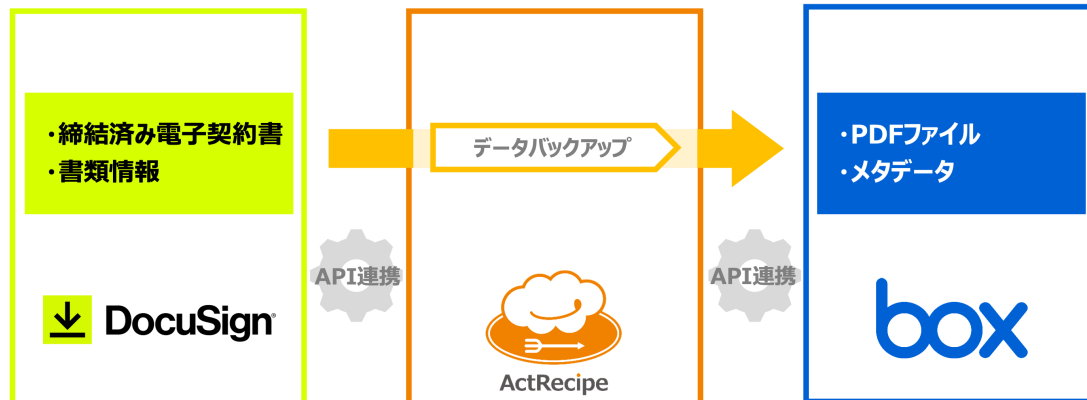 ・締結済み電子契約書
・書類情報
データバックアップ
・PDFファイル
・メタデータ
API連携
API連携
DocuSign
ActRecipe
box